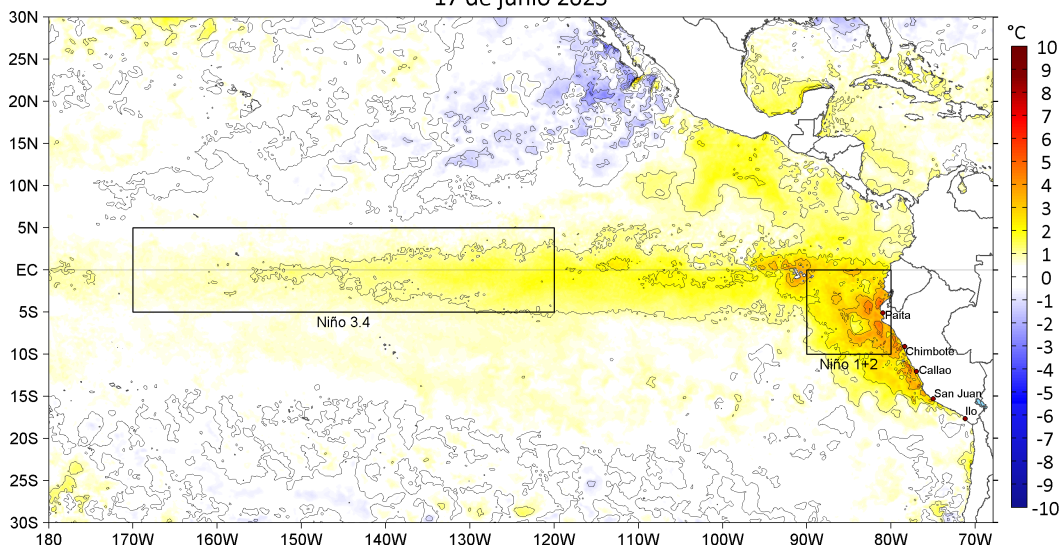 17 de junio 2023
°C
30N
25N
20N
15N
10N
5N
EC
5S
10S
15S
20S
25S
30S
180
170W
160W
150W
140W
130W
120W
110W
100W
90W
80W
70W
Niño 3.4
Niño 1+2
Paita
Chimbote
Callao
San Juan
Ilo
10
9
8
7
6
5
4
3
2
1
0
-1
-2
-3
-4
-5
-6
-7
-8
-9
-10